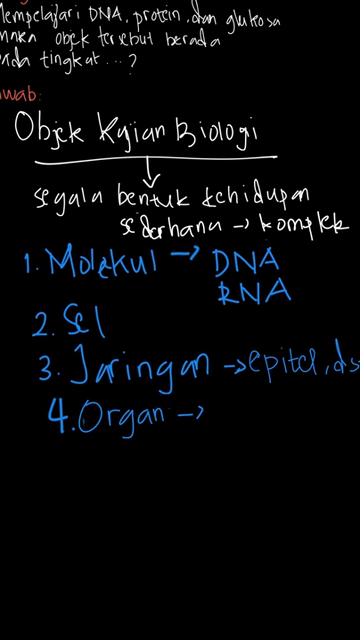 Mempelajari DNA, protein, dan glukosa
maka objek tersebut berada
pada tingkat ... ?
Jawab:
Objek Kajian Biologi
segala bentuk kehidupan
sederhana → komplek
1. Molekul → DNA
RNA
2. Sel
3. Jaringan → epitel, ds
4. Organ →